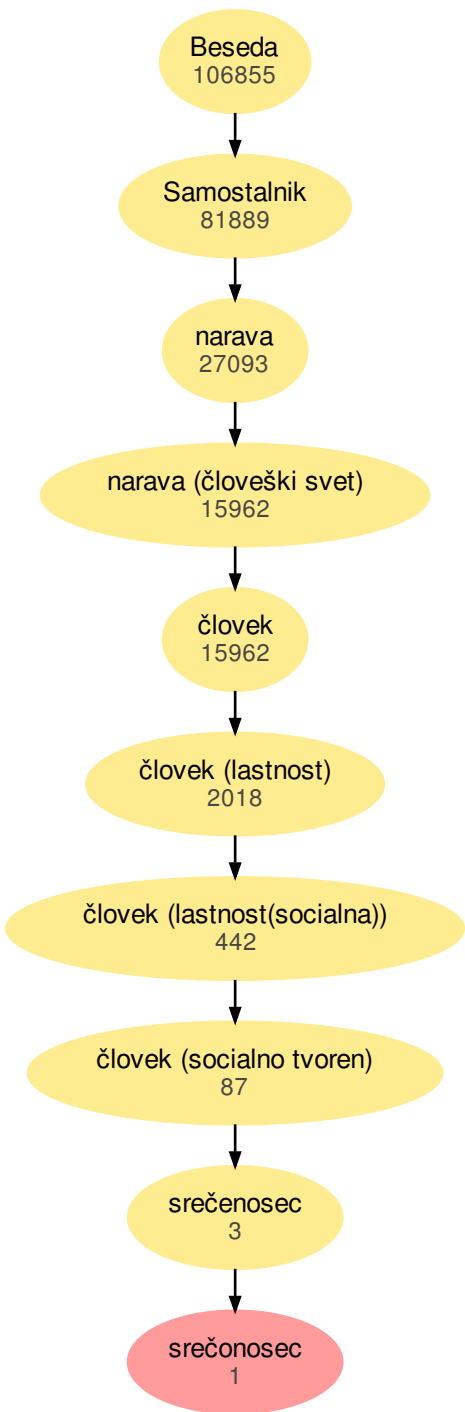 Beseda
106855
Samostalnik
81889
narava
27093
narava (človeški svet)
15962
človek
15962
človek (lastnost)
2018
človek (lastnost(socialna))
442
človek (socialno tvoren)
87
srečenosec
3
srečonosec
1